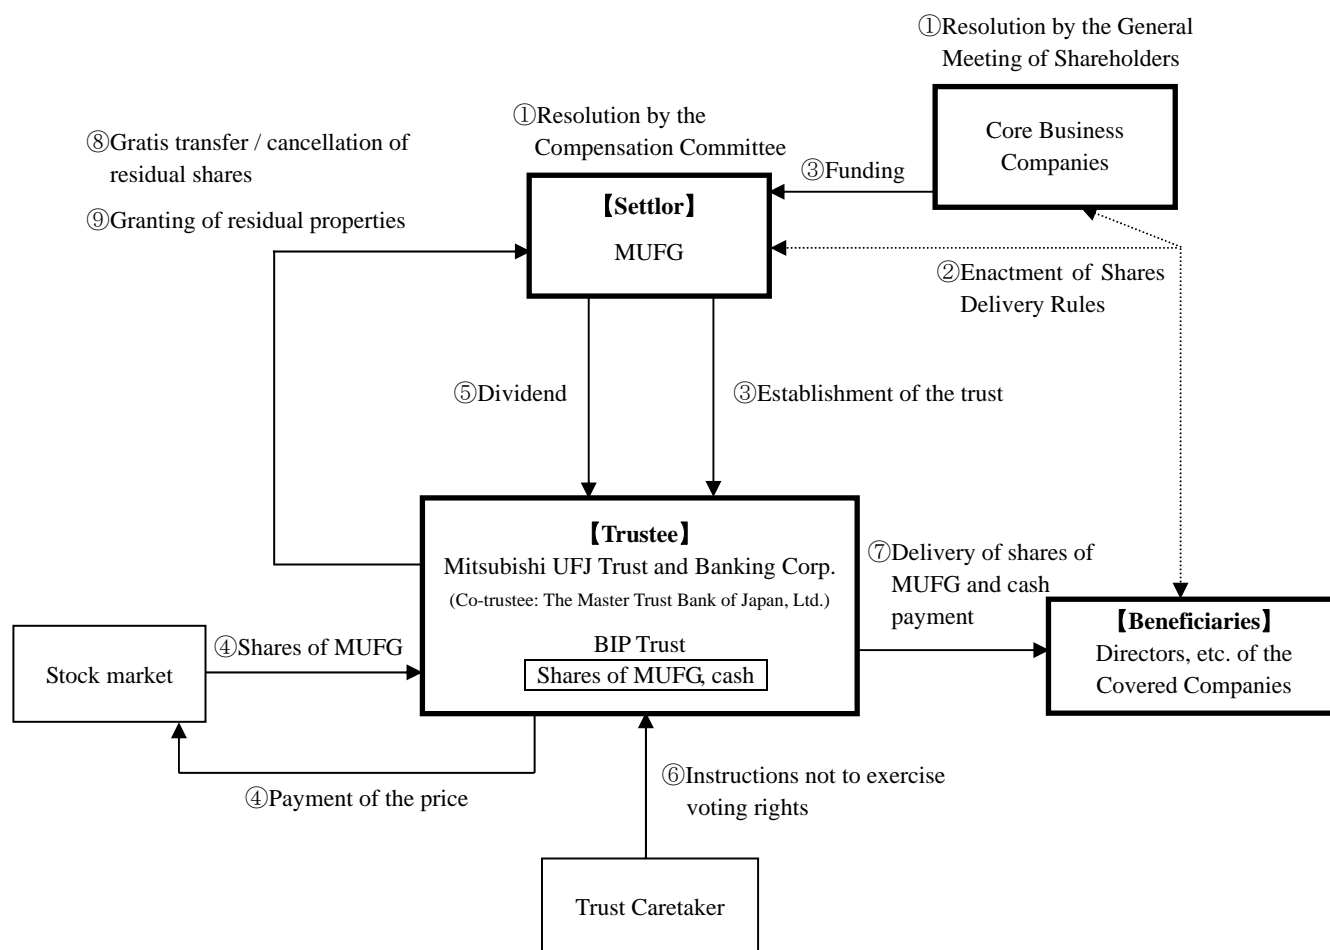 ①Resolution by the General
Meeting of Shareholders
Core Business
Companies
①Resolution by the
Compensation Committee
⑧Gratis transfer / cancellation of
residual shares
⑨Granting of residual properties
③Funding
【Settlor】
MUFG
②Enactment of Shares
Delivery Rules
⑤Dividend
③Establishment of the trust
【Trustee】
Mitsubishi UFJ Trust and Banking Corp.
(Co-trustee: The Master Trust Bank of Japan, Ltd.)
BIP Trust
Shares of MUFG, cash
⑦Delivery of shares of
MUFG and cash
payment
【Beneficiaries】
Directors, etc. of the
Covered Companies
Stock market
④Shares of MUFG
④Payment of the price
⑥Instructions not to exercise
voting rights
Trust Caretaker